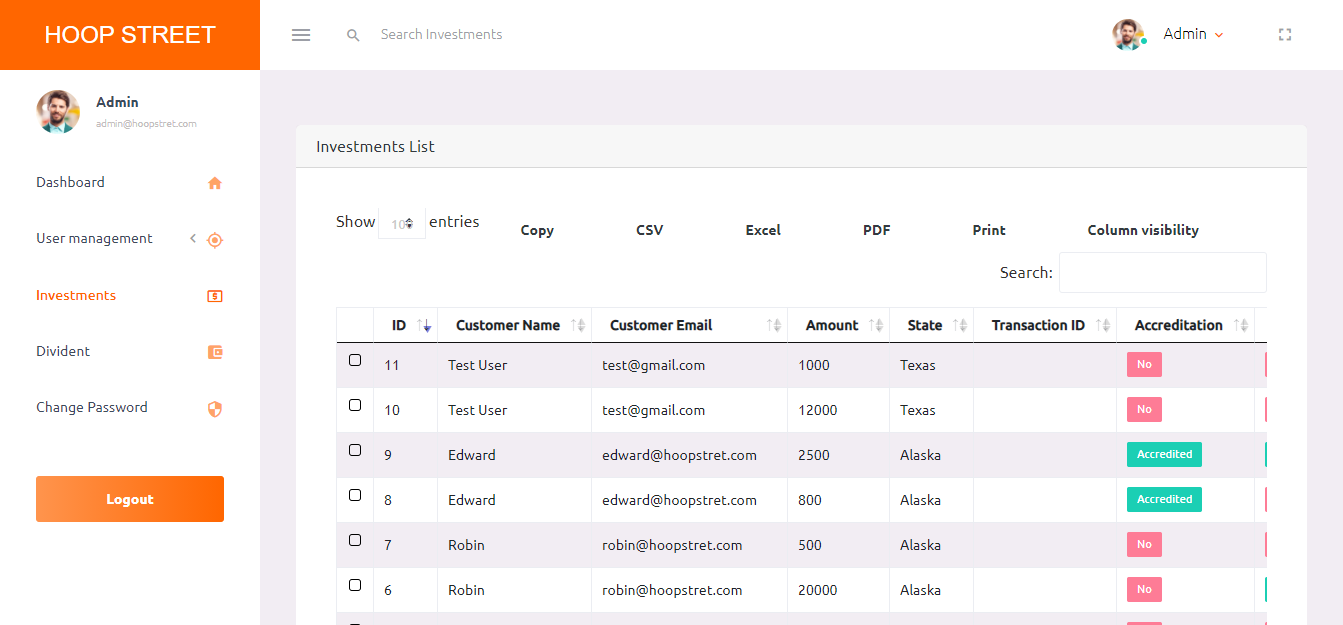 HOOP STREET
Search Investments
Admin
Admin
admin@hoopstret.com
Dashboard
User management
Investments
Divident
Change Password
Logout
Investments List
Show 10 entries
Copy CSV Excel PDF Print Column visibility
Search:
ID Customer Name Customer Email Amount State Transaction ID Accreditation
11 Test User test@gmail.com 1000 Texas No
10 Test User test@gmail.com 12000 Texas No
9 Edward edward@hoopstret.com 2500 Alaska Accredited
8 Edward edward@hoopstret.com 800 Alaska Accredited
7 Robin robin@hoopstret.com 500 Alaska No
6 Robin robin@hoopstret.com 20000 Alaska No